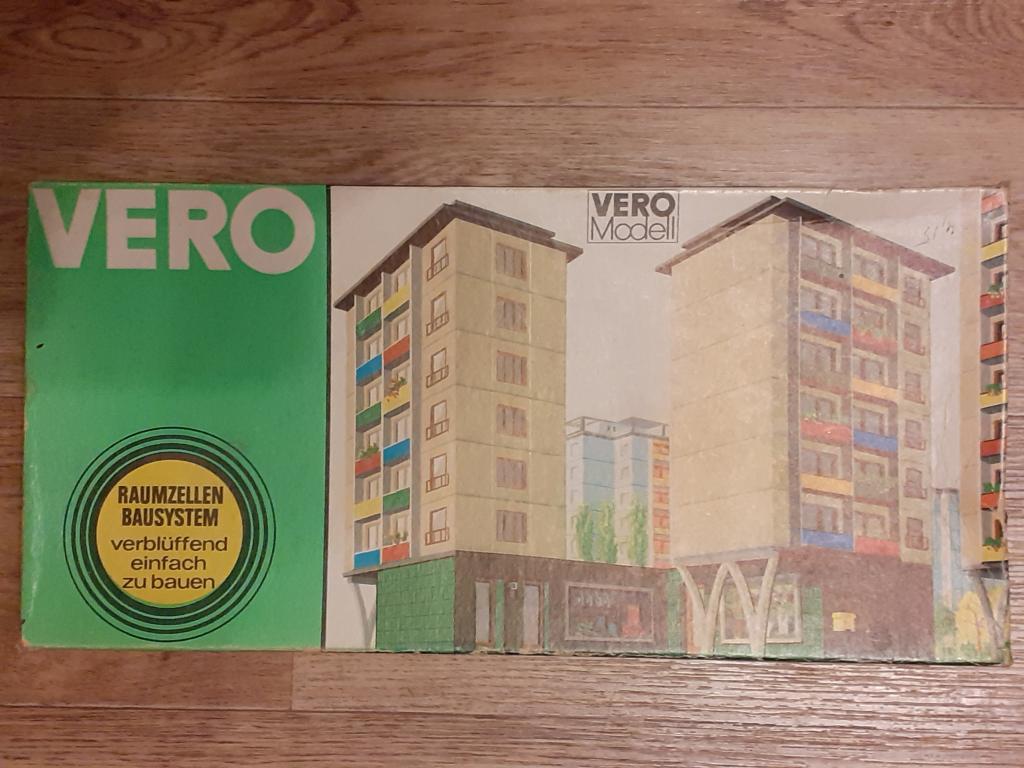 VERO
RAUMZELLEN
BAUSYSTEM
verblüffend
einfach
zu bauen
VERO
Modell